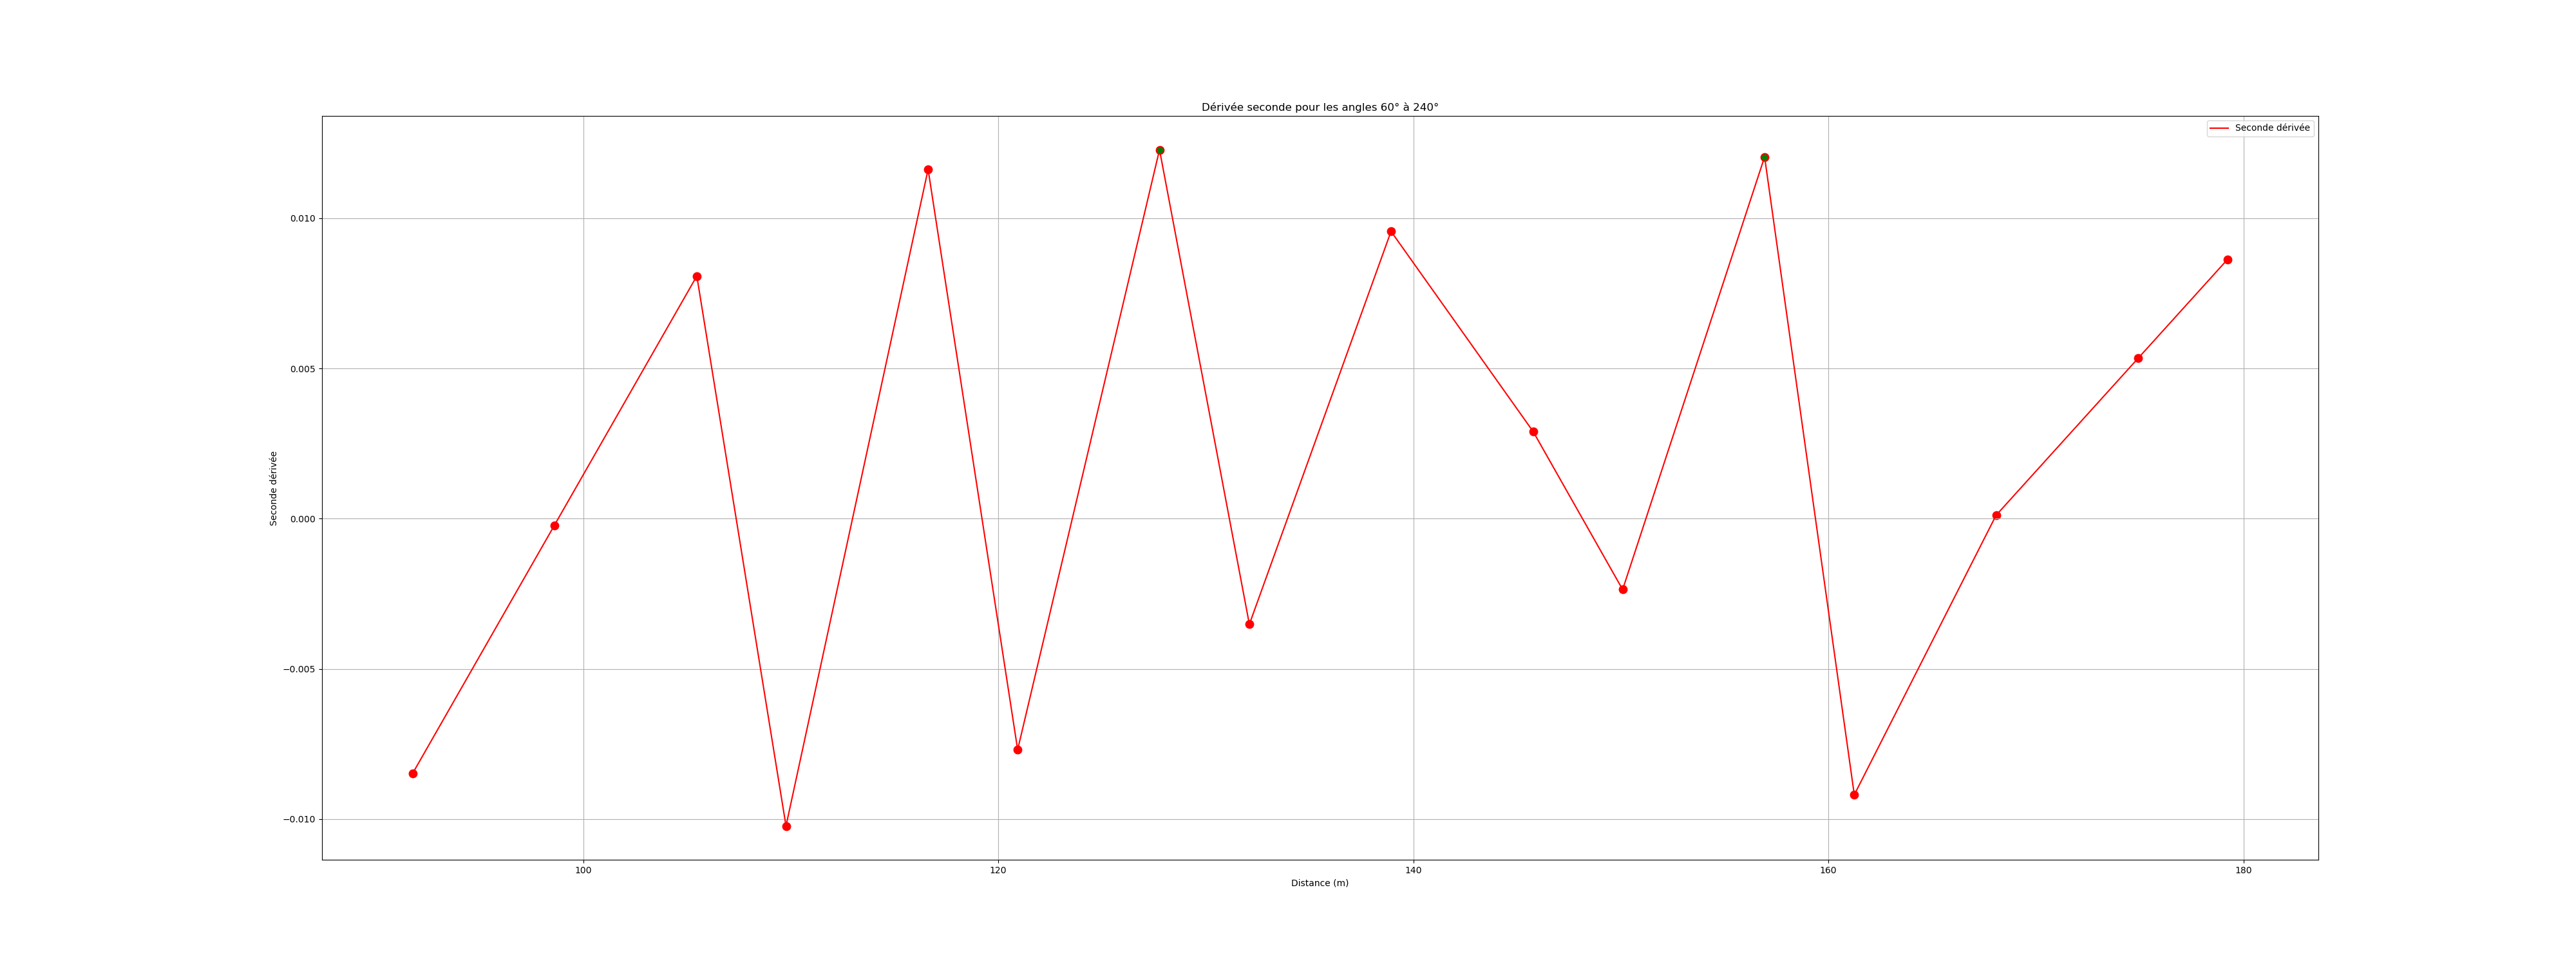 Dérivée seconde pour les angles 60° à 240°
Seconde dérivée
0.010
0.005
0.000
−0.005
−0.010
Seconde dérivée
100
120
140
160
180
Distance (m)